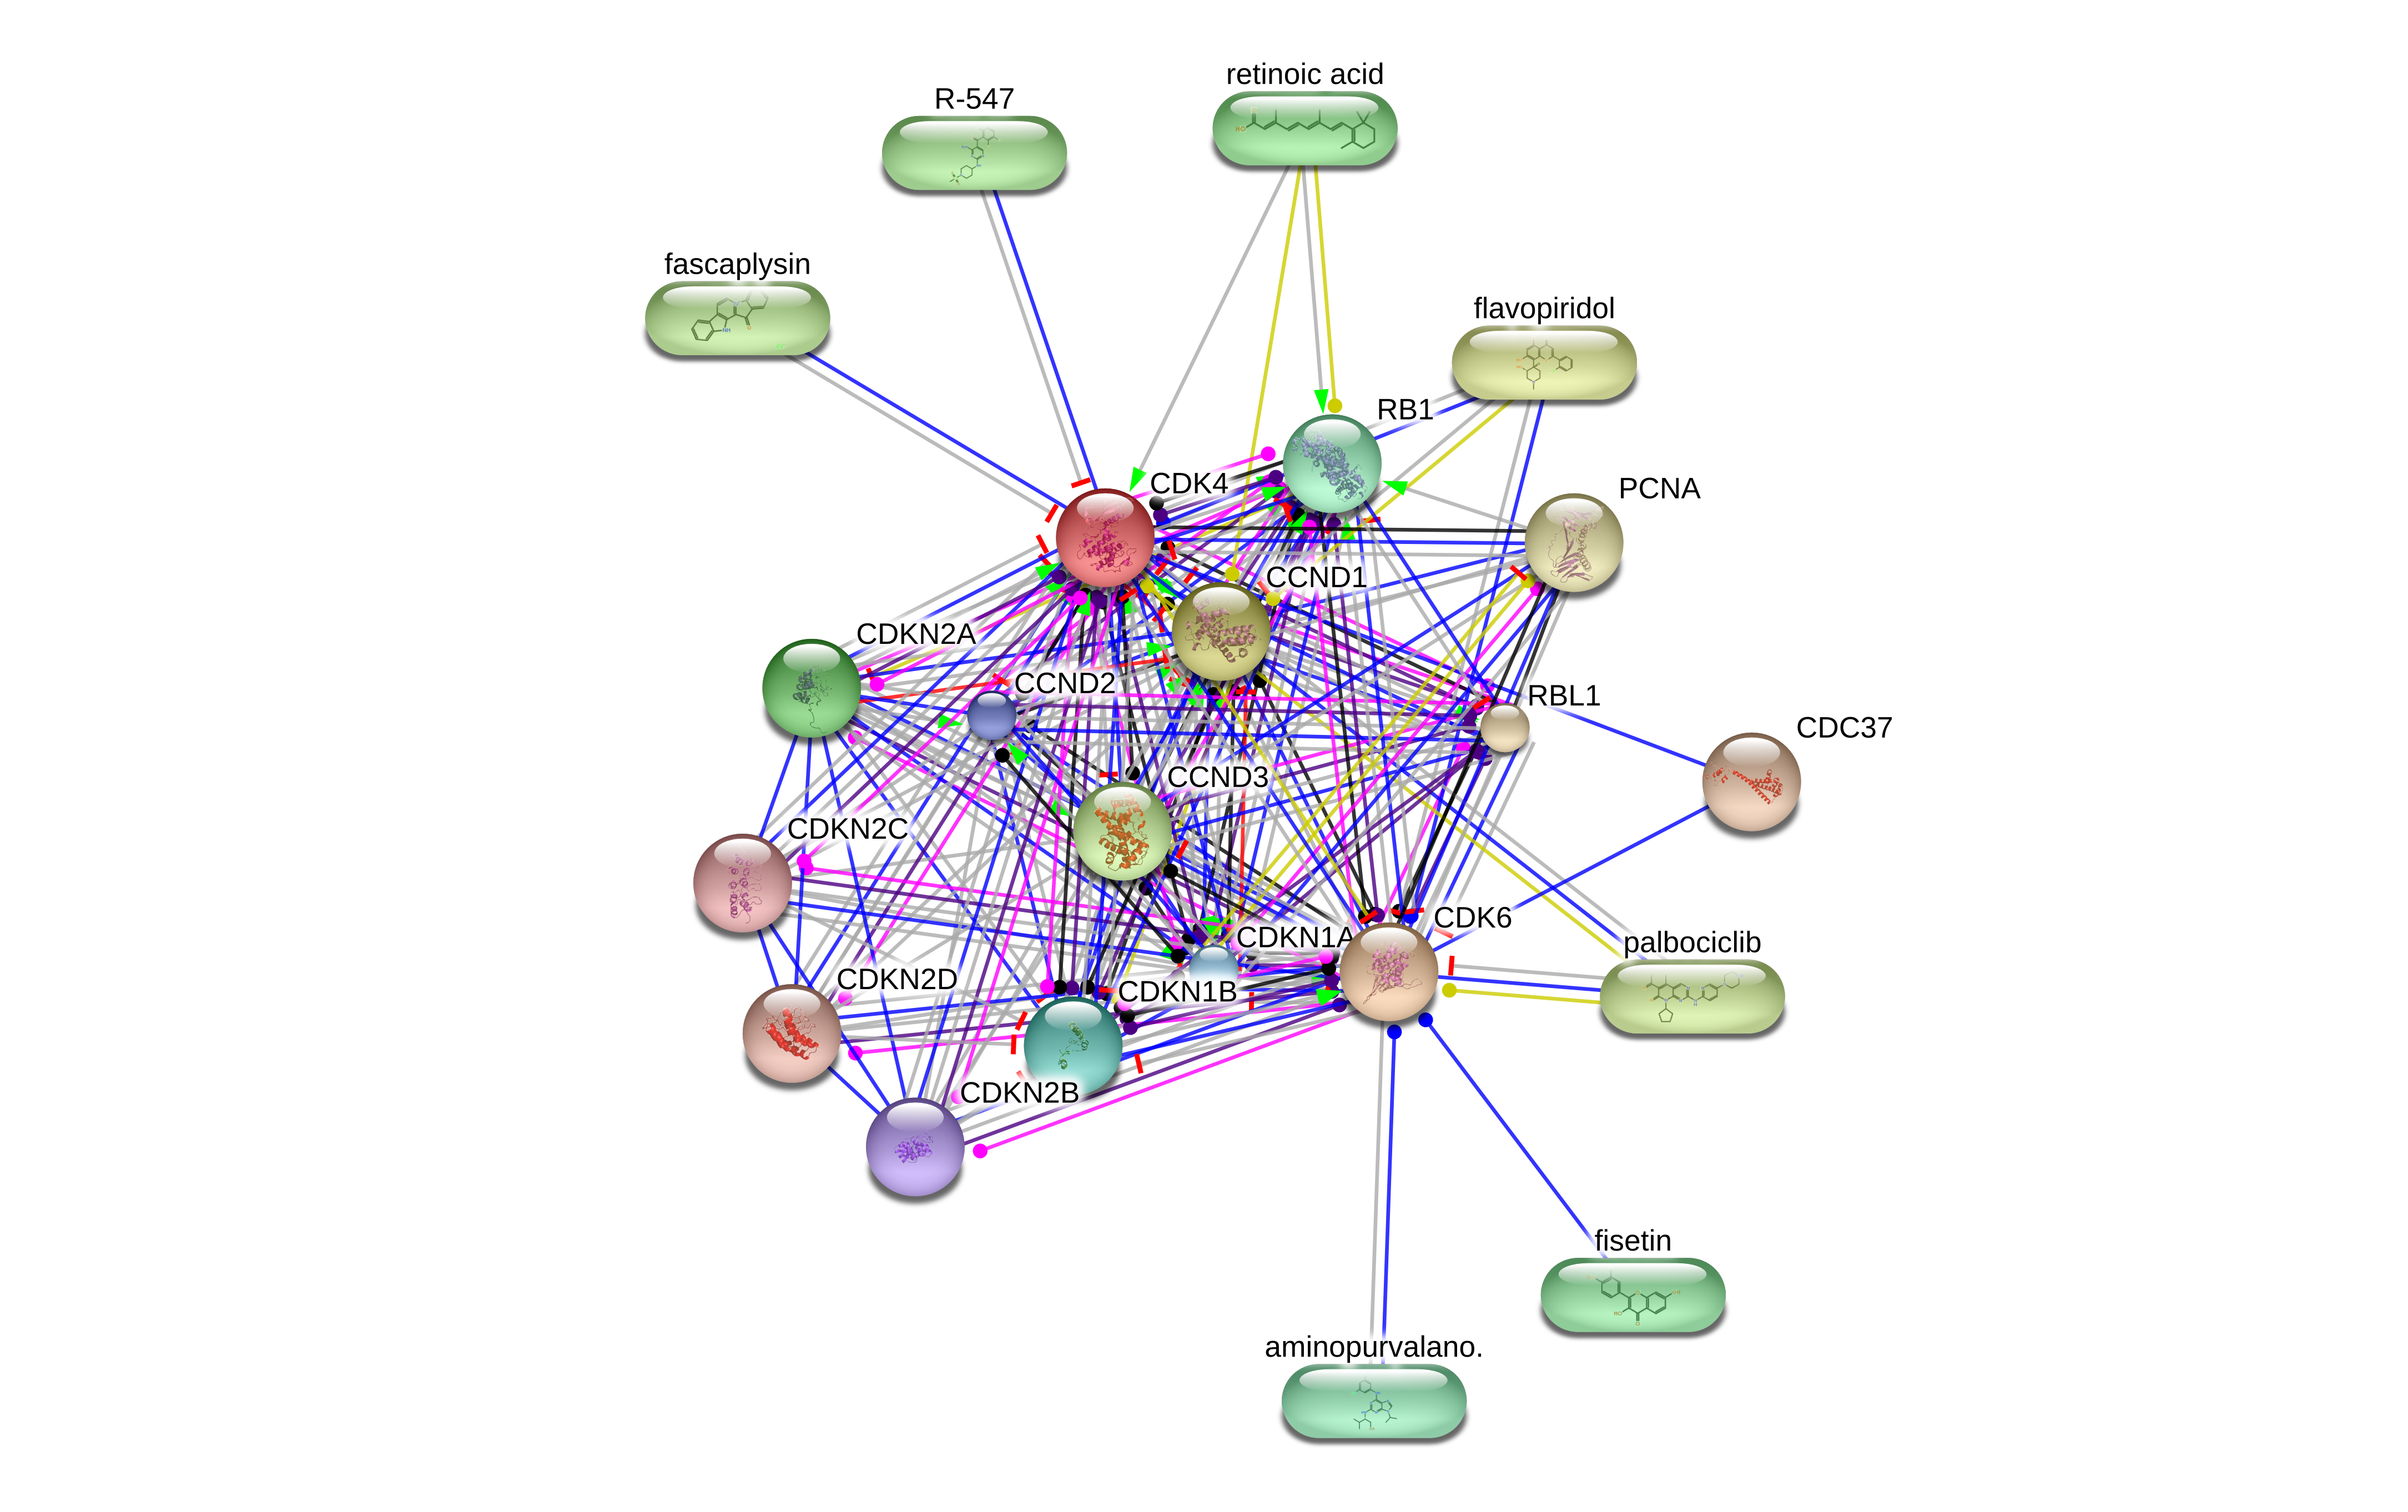 retinoic acid
R-547
fascaplysin
flavopiridol
RB1
CDK4
PCNA
CCND1
CDKN2A
CCND2
RBL1
CDC37
CCND3
CDKN2C
CDK6
CDKN1A
palbociclib
CDKN2D
CDKN1B
CDKN2B
fisetin
aminopurvalano.